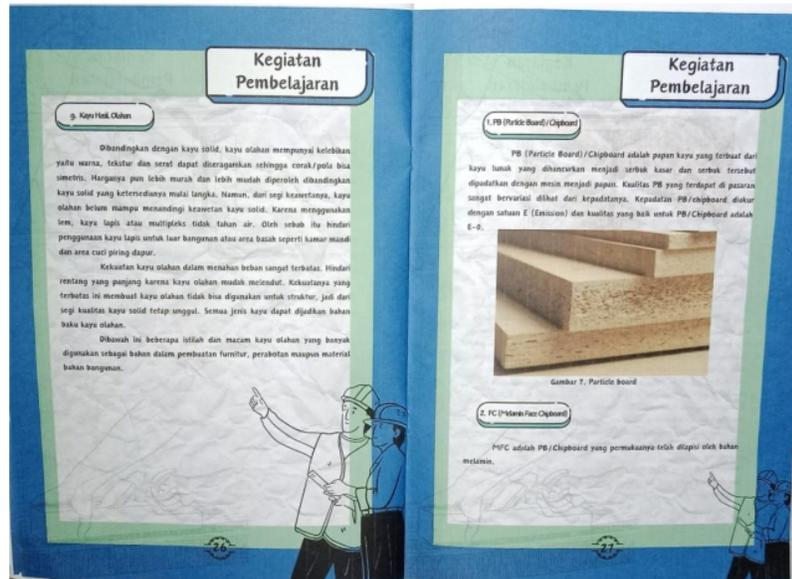 Kegiatan
Pembelajaran
g. Kayu Hasil Olahan
Dibandingkan dengan kayu solid, kayu olahan mempunyai kelebihan
yaitu warna, tekstur dan serat dapat diseragamkan sehingga corak/pola bisa
simetris. Harganya pun lebih murah dan lebih mudah diperoleh dibandingkan
kayu solid yang ketersedianya mulai langka. Namun, dari segi keawetanya, kayu
olahan belum mampu menandingi keawetan kayu solid. Karena menggunakan
lem, kayu lapis atau multipleks tidak tahan air. Oleh sebab itu hindari
penggunaan kayu lapis untuk luar bangunan atau area basah seperti kamar mandi
dan area cuci piring dapur.
Kekuatan kayu olahan dalam menahan beban sangat terbatas. Hindari
rentang yang panjang karena kayu olahan mudah melendut. Kekuatanya yang
terbatas ini membuat kayu olahan tidak bisa digunakan untuk struktur, jadi dari
segi kualitas kayu solid tetap unggul. Semua jenis kayu dapat dijadikan bahan
baku kayu olahan.
Dibawah ini beberapa istilah dan macam kayu olahan yang banyak
digunakan sebagai bahan dalam pembuatan furnitur, perabotan maupun material
bahan bangunan.
26
Kegiatan
Pembelajaran
1. PB (Particle Board) / Chipboard
PB (Particle Board)/Chipboard adalah papan kayu yang terbuat dari
kayu lunak yang dihancurkan menjadi serbuk kasar dan serbuk tersebut
dipadatkan dengan mesin menjadi papan. Kualitas PB yang terdapat di pasaran
sangat bervariasi dilihat dari kepadatanya. Kepadatan PB/chipboard diukur
dengan satuan E (Emission) dan kualitas yang baik untuk PB/Chipboard adalah
E-0.
Gambar 7. Particle board
2. FC (Melamin Face Chipboard)
MFC adalah PB/Chipboard yang permukaanya telah dilapisi oleh bahan
melamin.
27